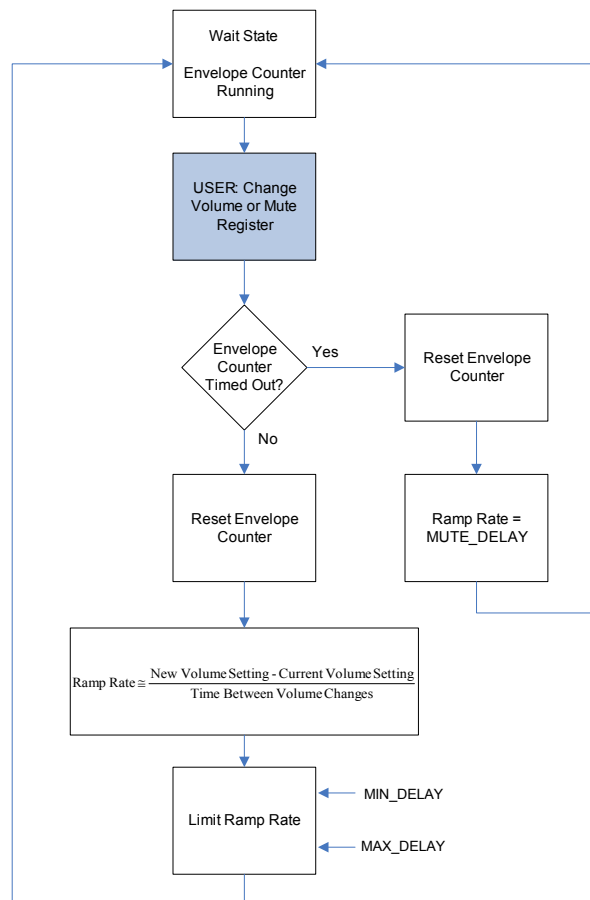 Wait State
Envelope Counter
Running
USER: Change
Volume or Mute
Register
Envelope
Counter
Timed Out?
Yes
Reset Envelope
Counter
No
Reset Envelope
Counter
Ramp Rate =
MUTE_DELAY
Ramp Rate ≅ New Volume Setting - Current Volume Setting
Time Between Volume Changes
Limit Ramp Rate
MIN_DELAY
MAX_DELAY